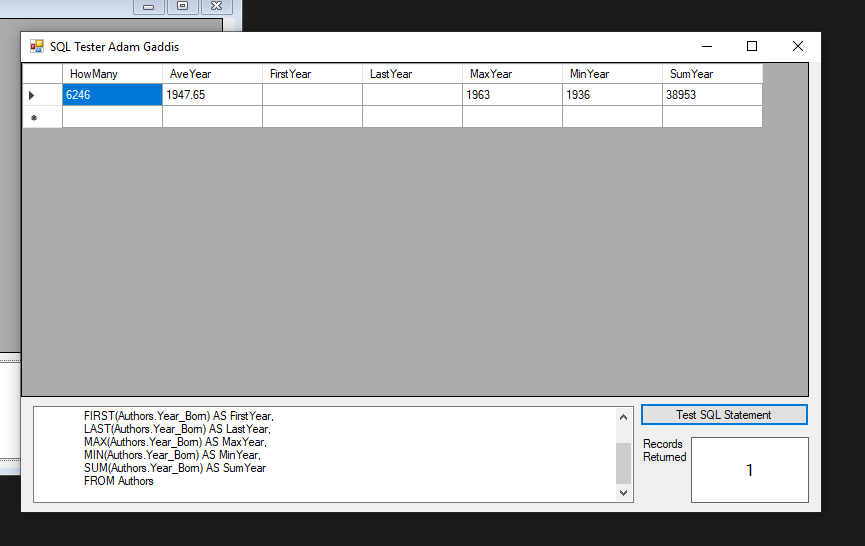 SQL Tester Adam Gaddis
HowMany AveYear FirstYear LastYear MaxYear MinYear SumYear
6246 1947.65 1963 1936 38953
FIRST(Authors.Year_Born) AS FirstYear,
LAST(Authors.Year_Born) AS LastYear,
MAX(Authors.Year_Born) AS MaxYear,
MIN(Authors.Year_Born) AS MinYear,
SUM(Authors.Year_Born) AS SumYear
FROM Authors
Test SQL Statement
Records
Returned
1